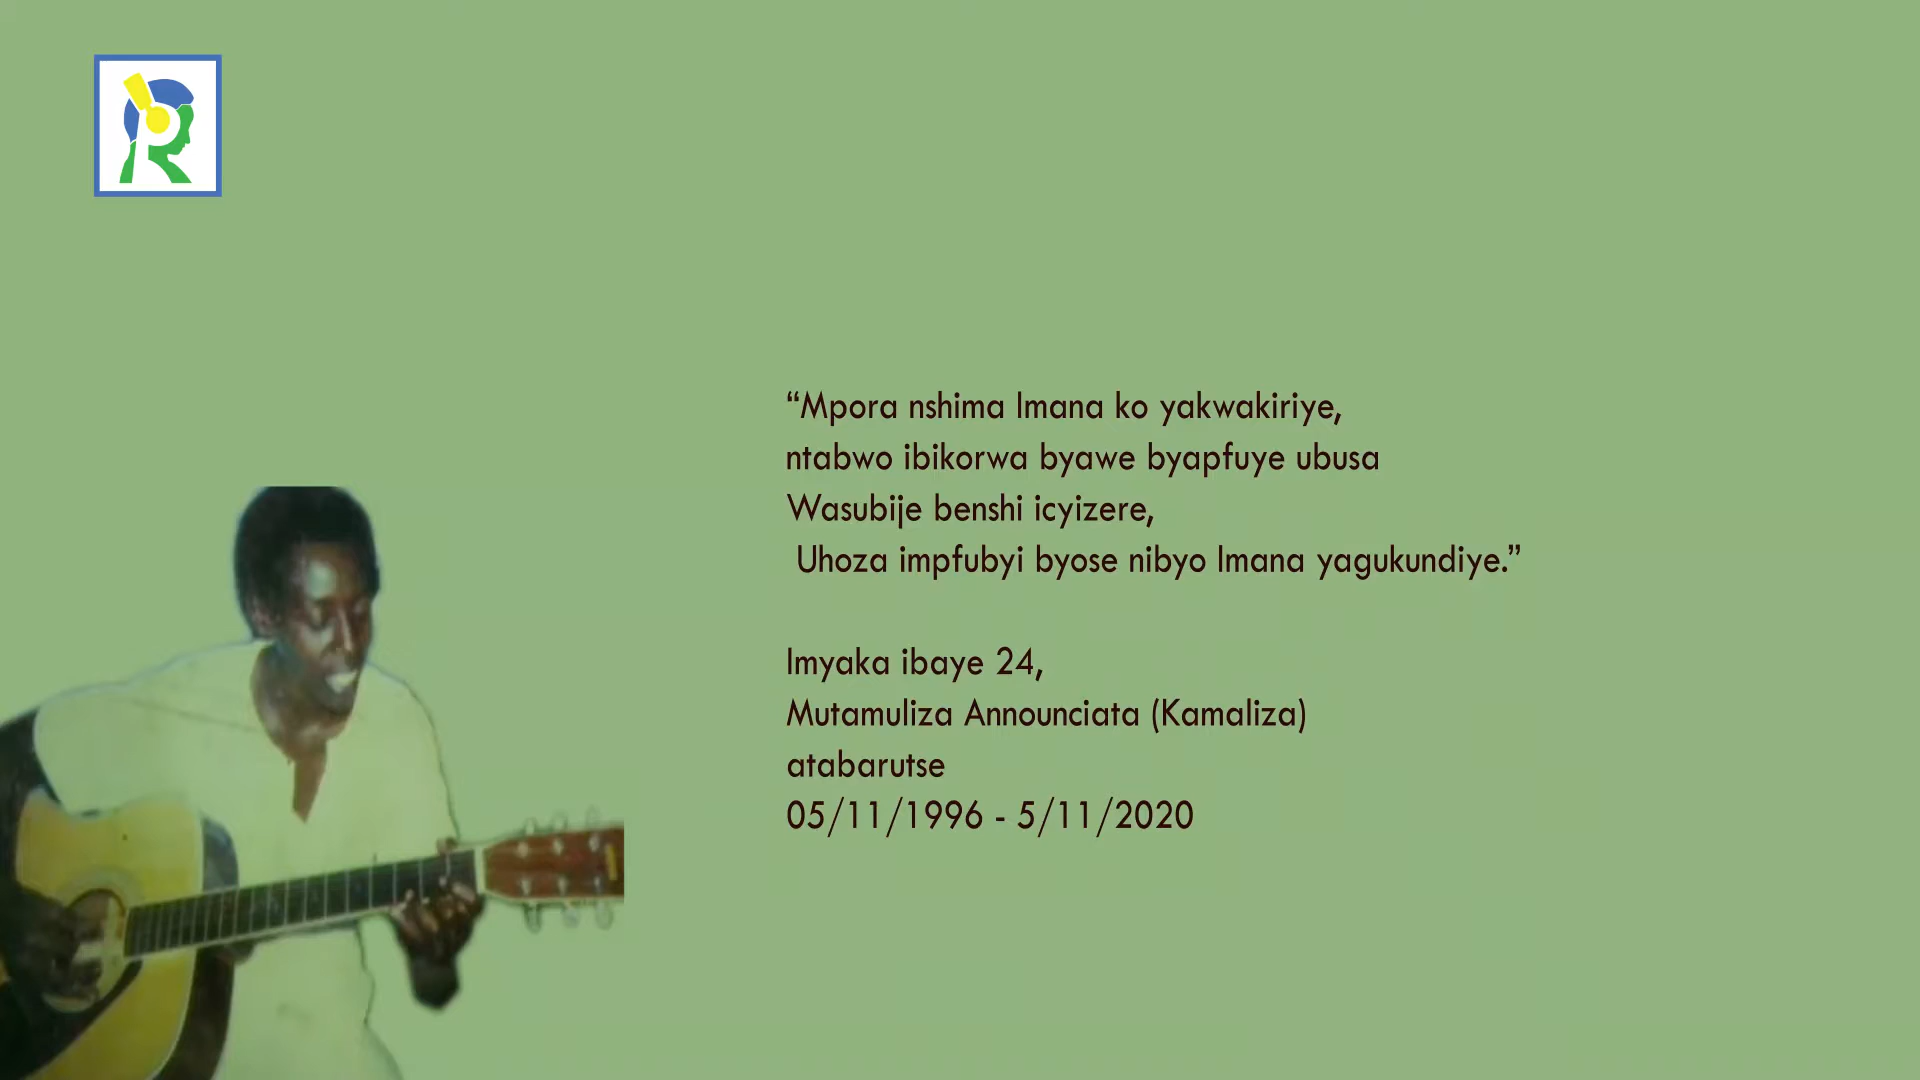 “Mpora nshima Imana ko yakwakiriye,
ntabwo ibikorwa byawe byapfuye ubusa
Wasubije benshi icyizere,
Uhoza impfubyi byose nibyo Imana yagukundiye.”
Imyaka ibaye 24,
Mutamuliza Announciata (Kamaliza)
atabarutse
05/11/1996 - 5/11/2020